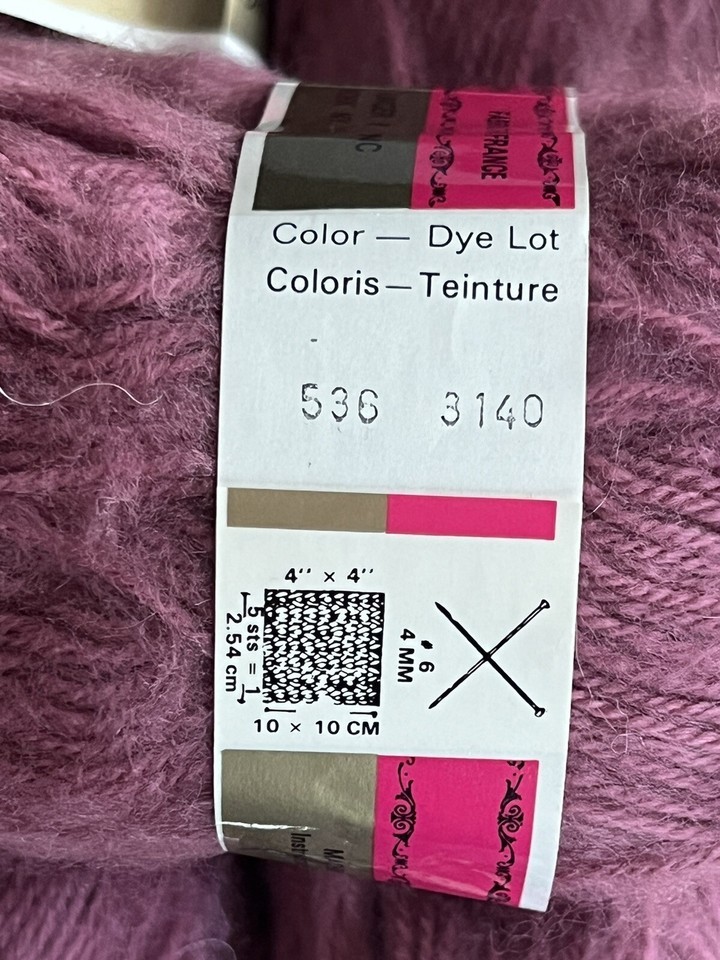 FRANCE
INC
Color — Dye Lot
Coloris — Teinture
536 3140
4'' × 4''
5 sts = 1
2.54 cm
# 6
4 MM
10 × 10 CM